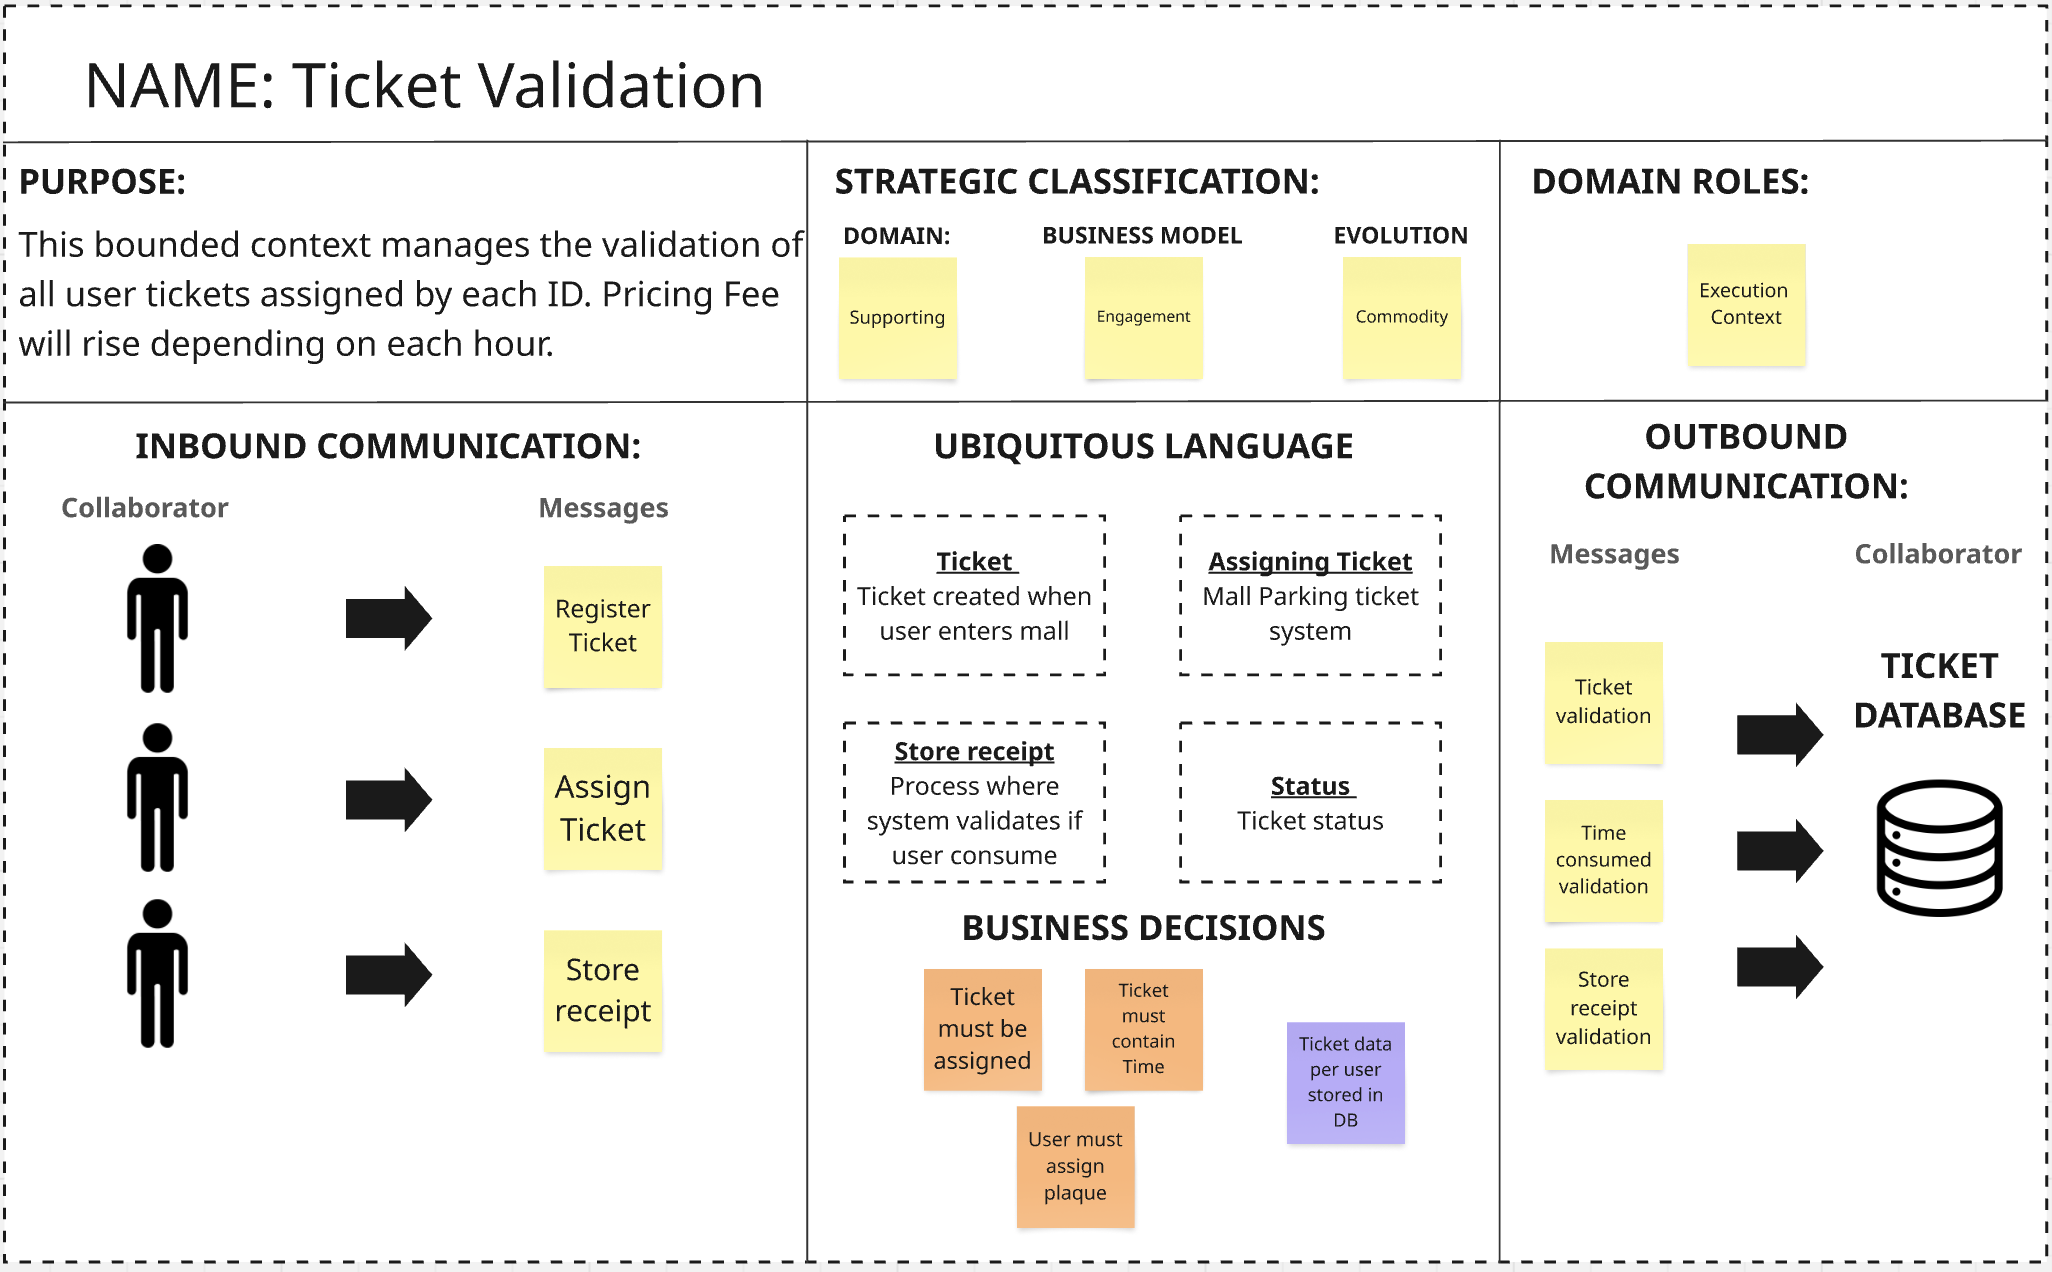 NAME: Ticket Validation
PURPOSE:
This bounded context manages the validation of
all user tickets assigned by each ID. Pricing Fee
will rise depending on each hour.
STRATEGIC CLASSIFICATION:
DOMAIN:
Supporting
BUSINESS MODEL
Engagement
EVOLUTION
Commodity
DOMAIN ROLES:
Execution
Context
INBOUND COMMUNICATION:
Collaborator
Messages
Register
Ticket
Assign
Ticket
Store
receipt
UBIQUITOUS LANGUAGE
Ticket
Ticket created when
user enters mall
Assigning Ticket
Mall Parking ticket
system
Store receipt
Process where
system validates if
user consume
Status
Ticket status
BUSINESS DECISIONS
Ticket
must be
assigned
Ticket
must
contain
Time
User must
assign
plaque
Ticket data
per user
stored in
DB
OUTBOUND
COMMUNICATION:
Messages
Collaborator
Ticket
validation
Time
consumed
validation
Store
receipt
validation
TICKET
DATABASE